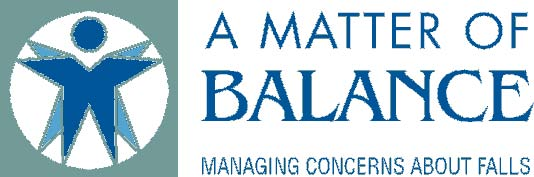 A MATTER OF
BALANCE
MANAGING CONCERNS ABOUT FALLS